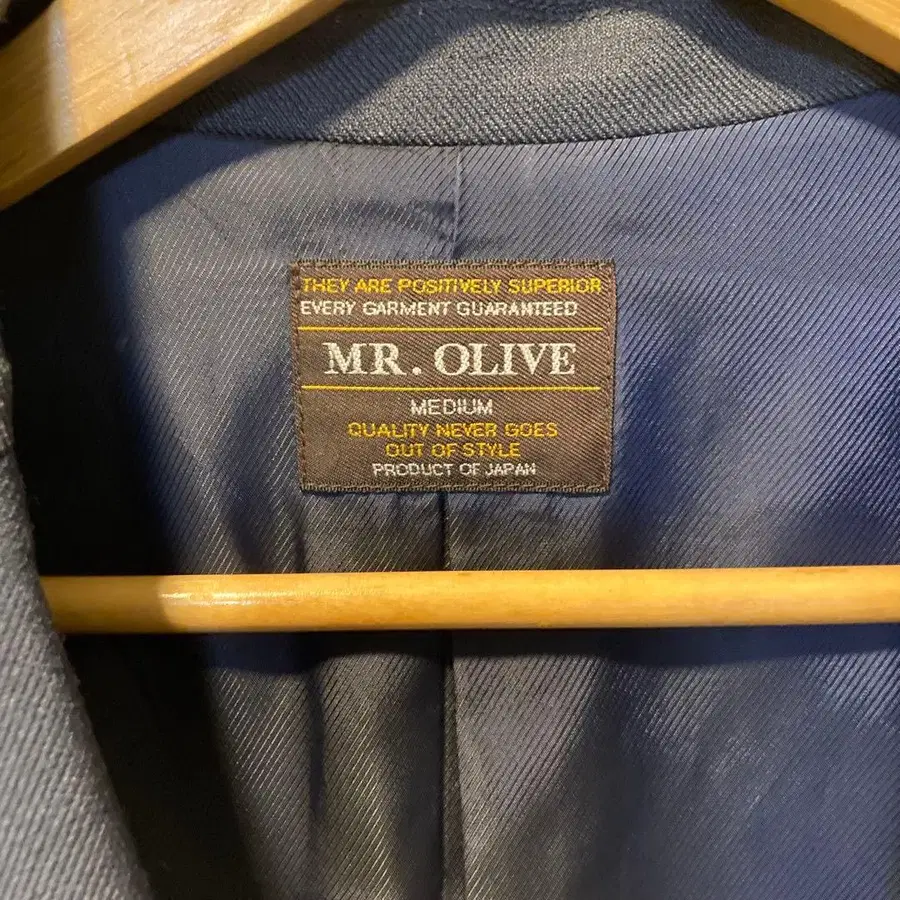 THEY ARE POSITIVELY SUPERIOR
EVERY GARMENT GUARANTEED
MR. OLIVE
MEDIUM
QUALITY NEVER GOES
OUT OF STYLE
PRODUCT OF JAPAN